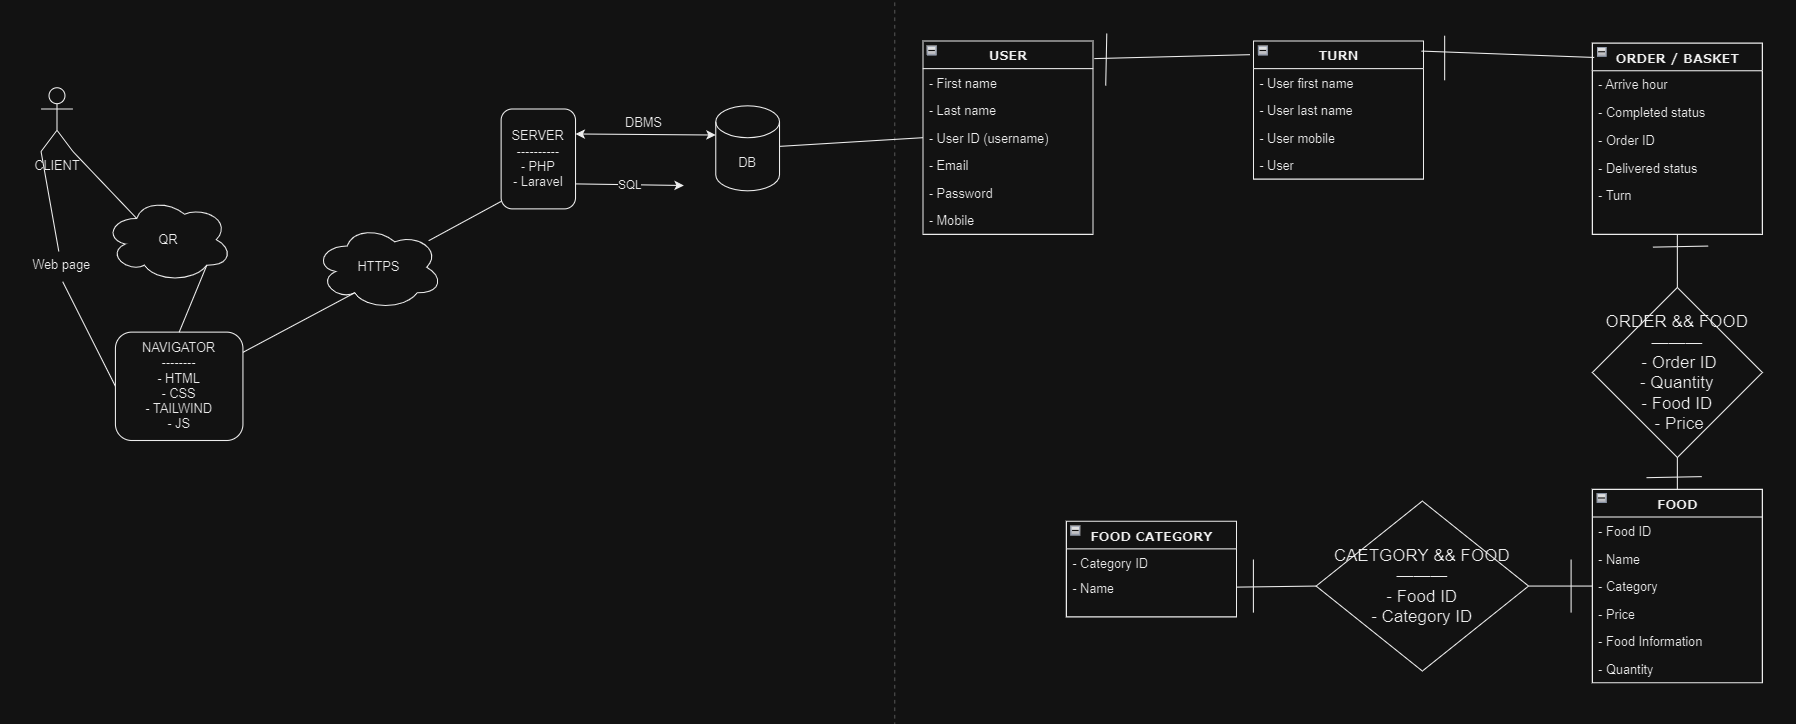 CLIENT
QR
Web page
NAVIGATOR
--------
- HTML
- CSS
- TAILWIND
- JS
HTTPS
SERVER
----------
- PHP
- Laravel
DBMS
SQL
DB
USER
- First name
- Last name
- User ID (username)
- Email
- Password
- Mobile
TURN
- User first name
- User last name
- User mobile
- User
ORDER / BASKET
- Arrive hour
- Completed status
- Order ID
- Delivered status
- Turn
ORDER && FOOD
- Order ID
- Quantity
- Food ID
- Price
FOOD CATEGORY
- Category ID
- Name
CAETGORY && FOOD
- Food ID
- Category ID
FOOD
- Food ID
- Name
- Category
- Price
- Food Information
- Quantity